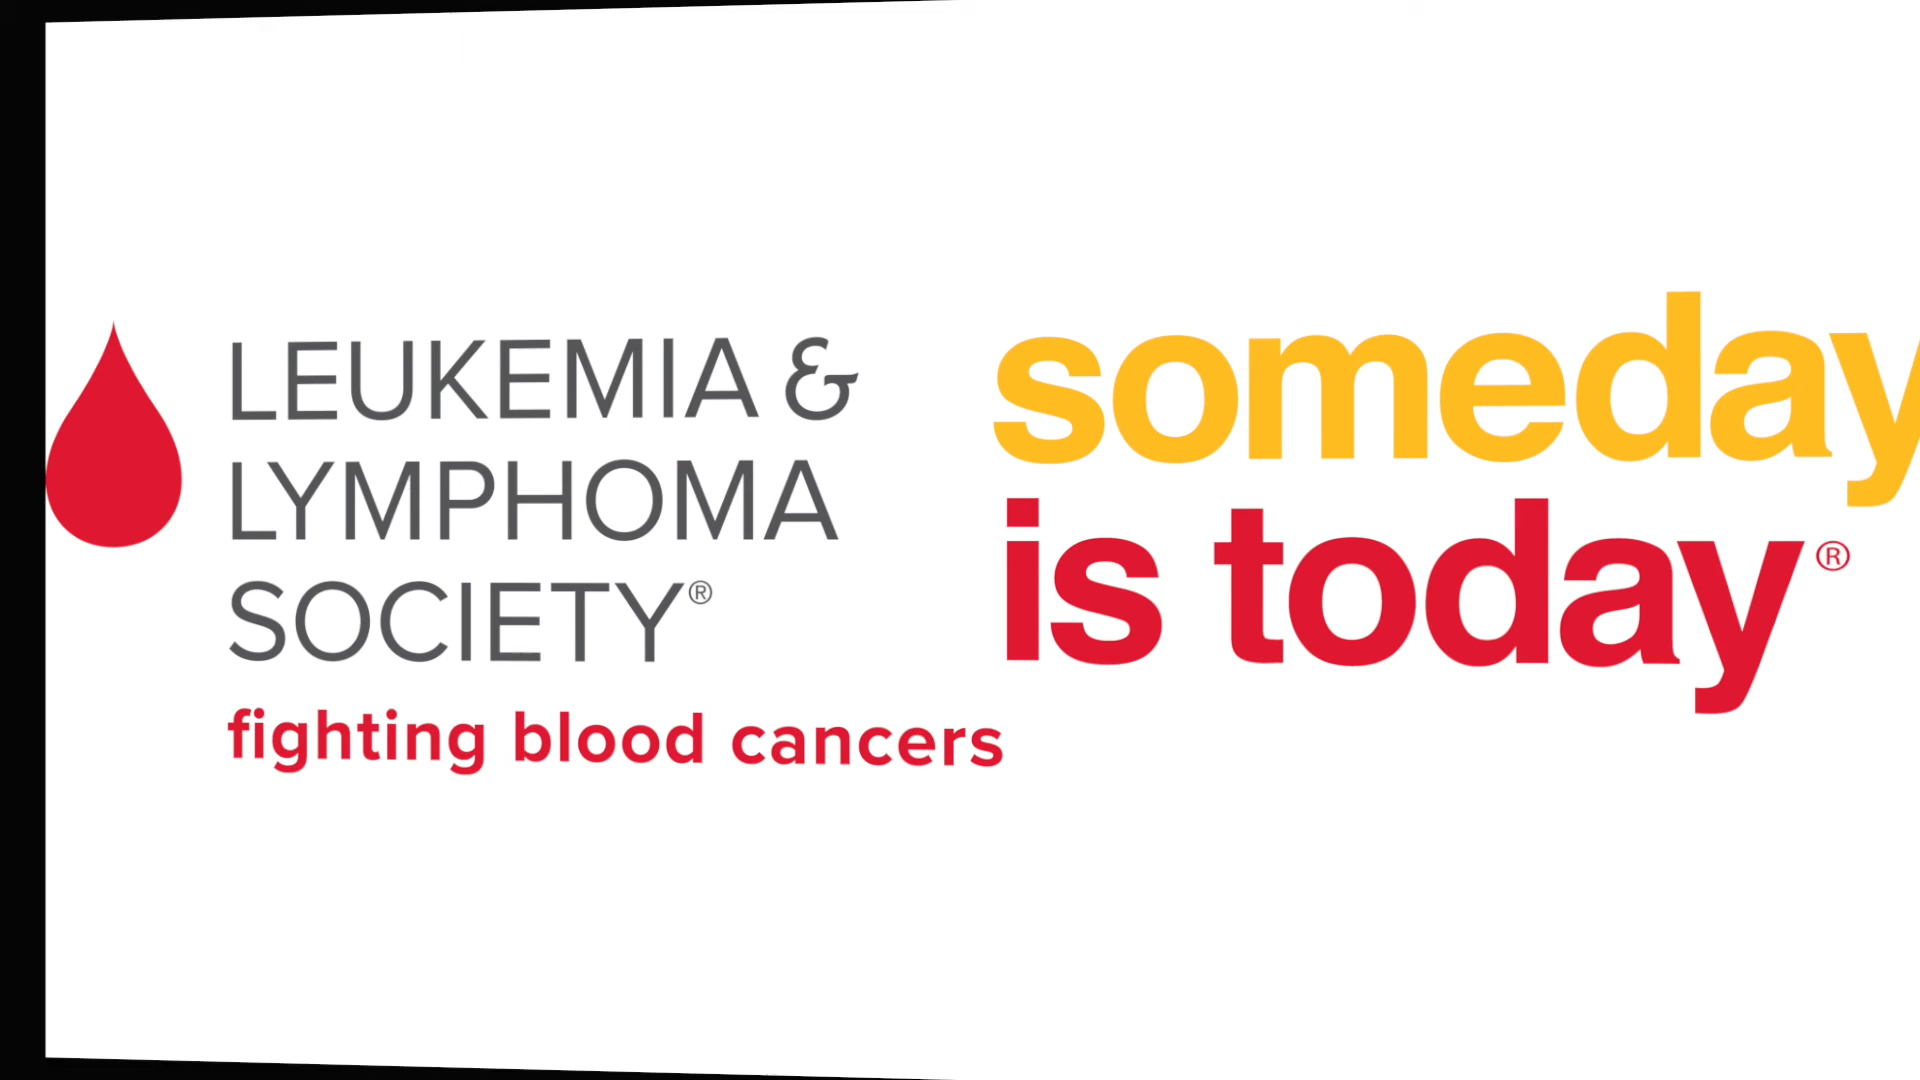 LEUKEMIA &
LYMPHOMA
SOCIETY®
fighting blood cancers
someday
is today®